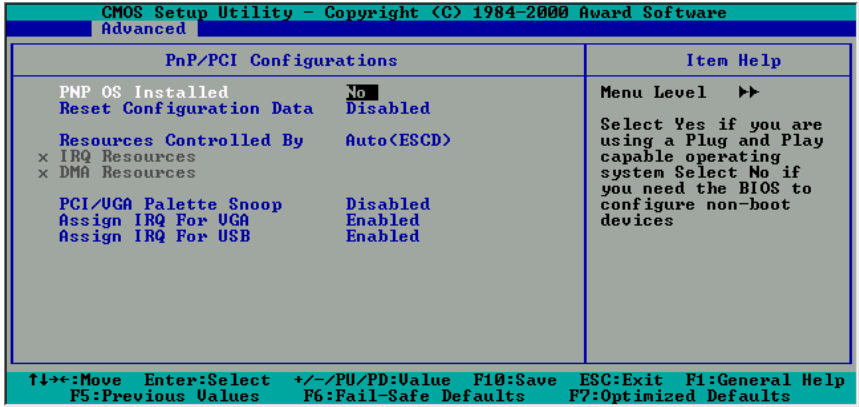 CMOS Setup Utility - Copyright (C) 1984-2000 Award Software
Advanced
PnP/PCI Configurations
PNP OS Installed No
Reset Configuration Data Disabled
Resources Controlled By Auto(ESCD)
x IRQ Resources
x DMA Resources
PCI/VGA Palette Snoop Disabled
Assign IRQ For VGA Enabled
Assign IRQ For USB Enabled
Item Help
Menu Level ►►
Select Yes if you are
using a Plug and Play
capable operating
system Select No if
you need the BIOS to
configure non-boot
devices
↑↓→←:Move Enter:Select +/-/PU/PD:Value F10:Save ESC:Exit F1:General Help
F5:Previous Values F6:Fail-Safe Defaults F7:Optimized Defaults